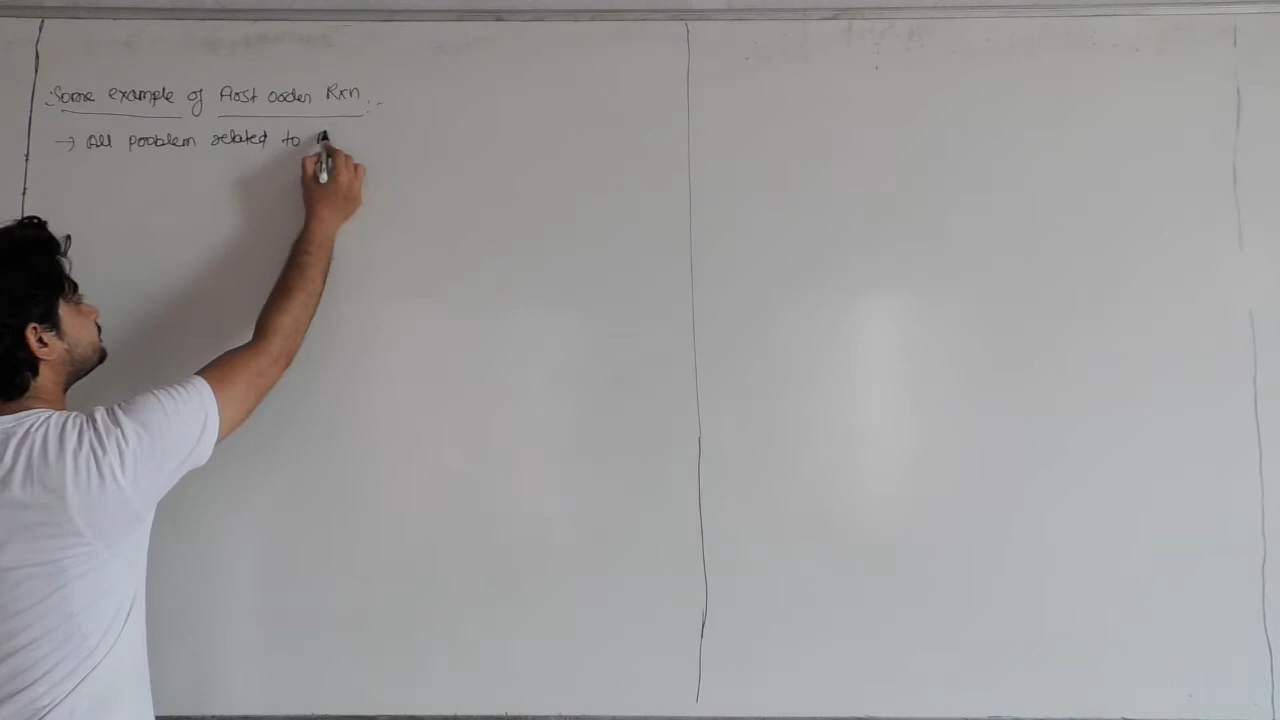 Some example of First order Rxn :-
→ All problem related to